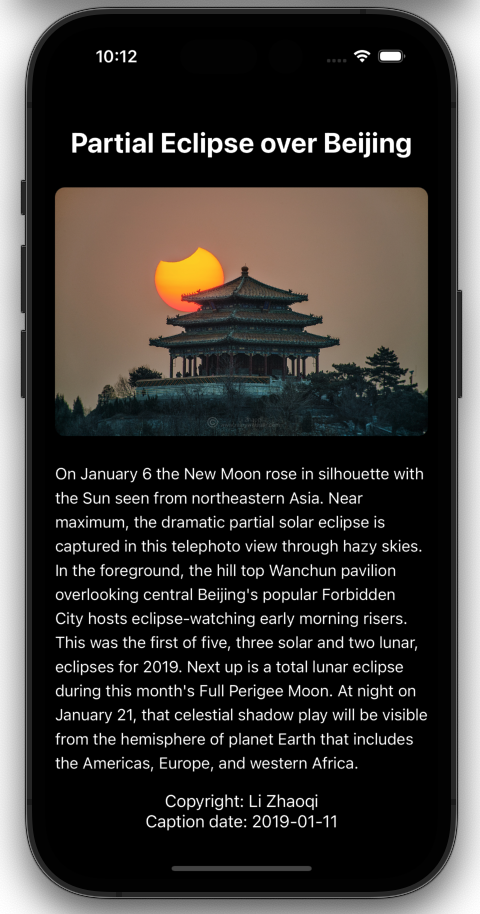 10:12
Partial Eclipse over Beijing
On January 6 the New Moon rose in silhouette with
the Sun seen from northeastern Asia. Near
maximum, the dramatic partial solar eclipse is
captured in this telephoto view through hazy skies.
In the foreground, the hill top Wanchun pavilion
overlooking central Beijing's popular Forbidden
City hosts eclipse-watching early morning risers.
This was the first of five, three solar and two lunar,
eclipses for 2019. Next up is a total lunar eclipse
during this month's Full Perigee Moon. At night on
January 21, that celestial shadow play will be visible
from the hemisphere of planet Earth that includes
the Americas, Europe, and western Africa.
Copyright: Li Zhaoqi
Caption date: 2019-01-11